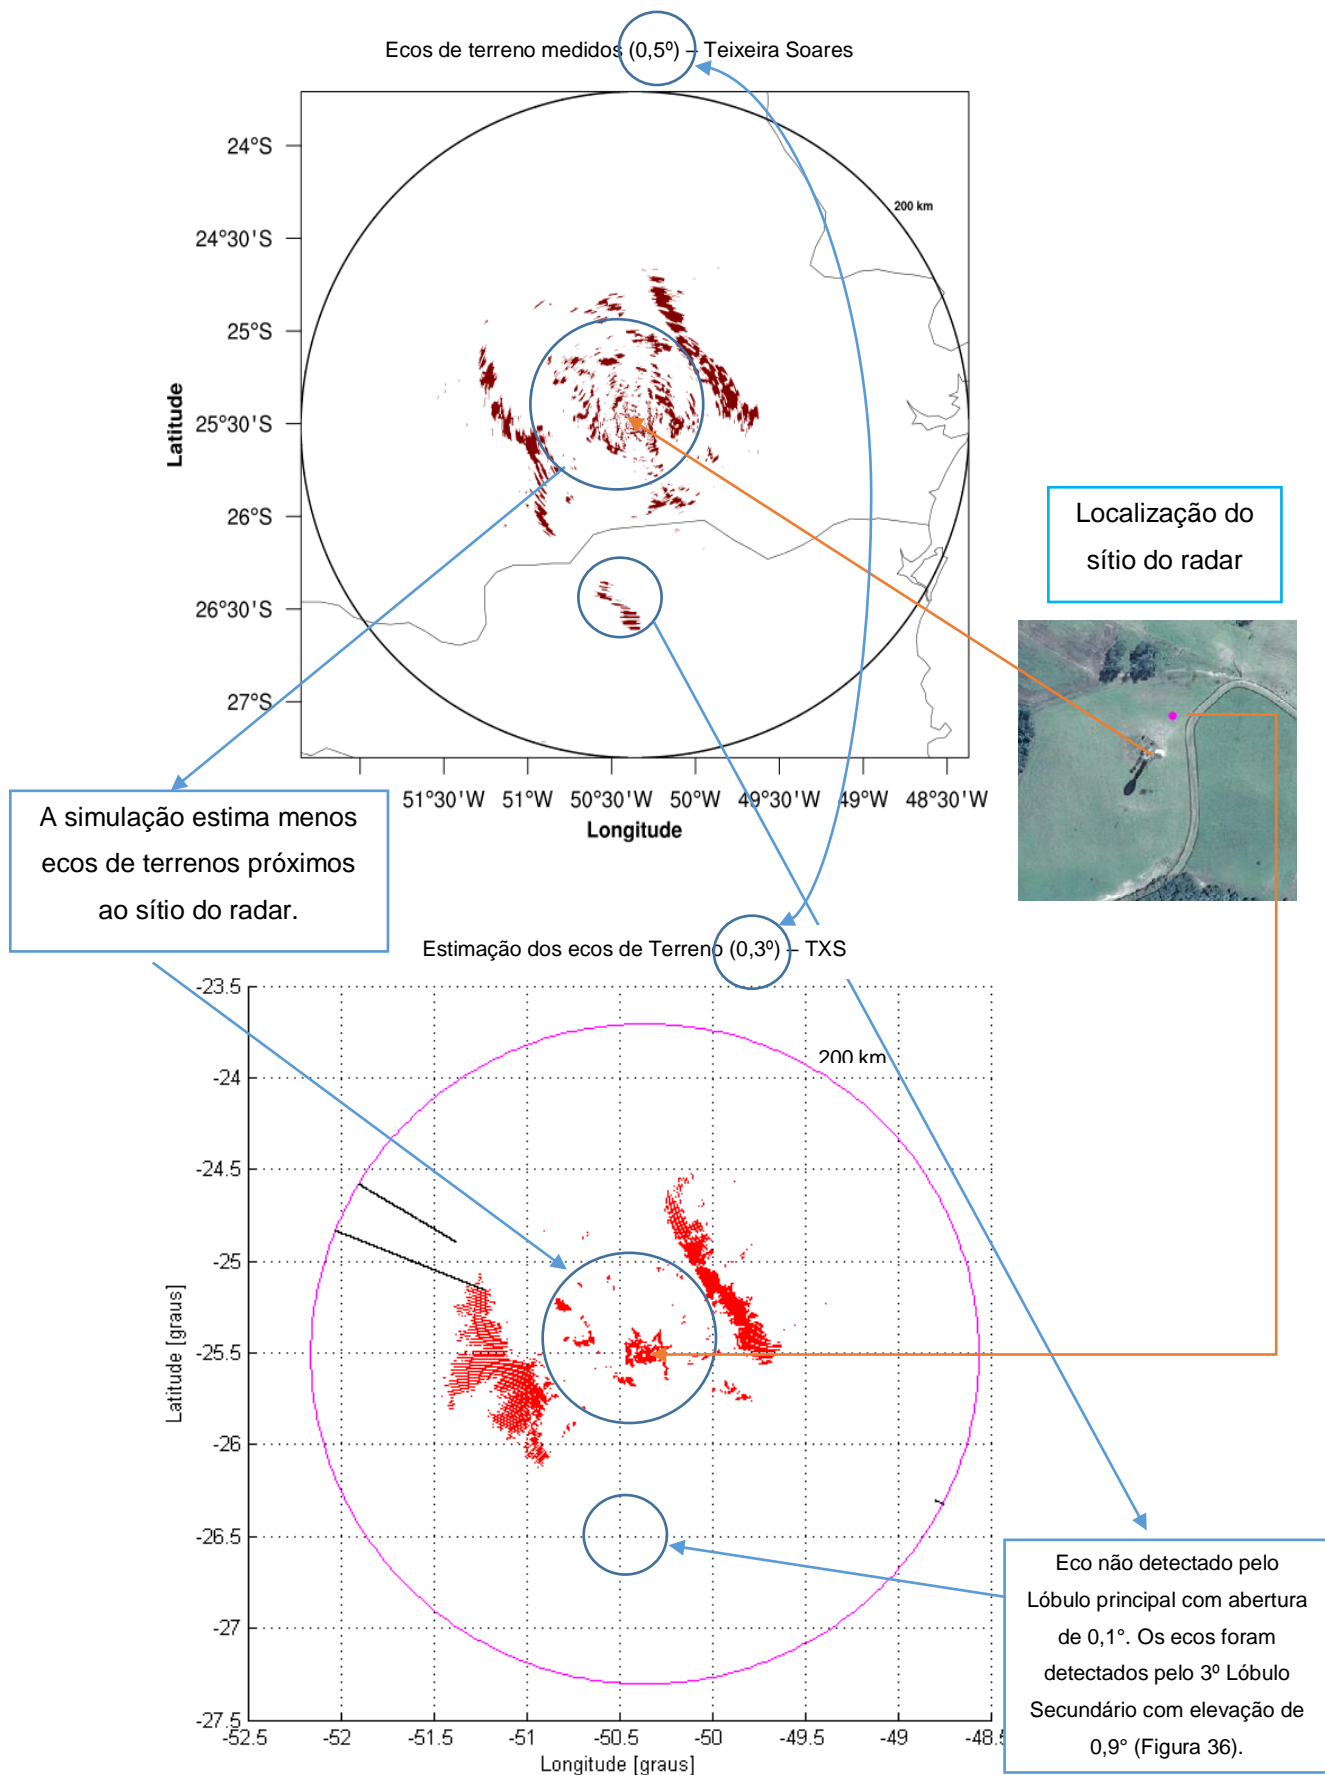 Ecos de terreno medidos (0,5º) – Teixeira Soares
200 km
24°S
24°30'S
25°S
25°30'S
26°S
26°30'S
27°S
Latitude
51°30'W 51°W 50°30'W 50°W 49°30'W 49°W 48°30'W
Longitude
Localização do
sítio do radar
A simulação estima menos
ecos de terrenos próximos
ao sítio do radar.
Estimação dos ecos de Terreno (0,3º) – TXS
200 km
-23.5
-24
-24.5
-25
-25.5
-26
-26.5
-27
-27.5
Latitude [graus]
-52.5 -52 -51.5 -51 -50.5 -50 -49.5 -49 -48.5
Longitude [graus]
Eco não detectado pelo
Lóbulo principal com abertura
de 0,1°. Os ecos foram
detectados pelo 3º Lóbulo
Secundário com elevação de
0,9° (Figura 36).